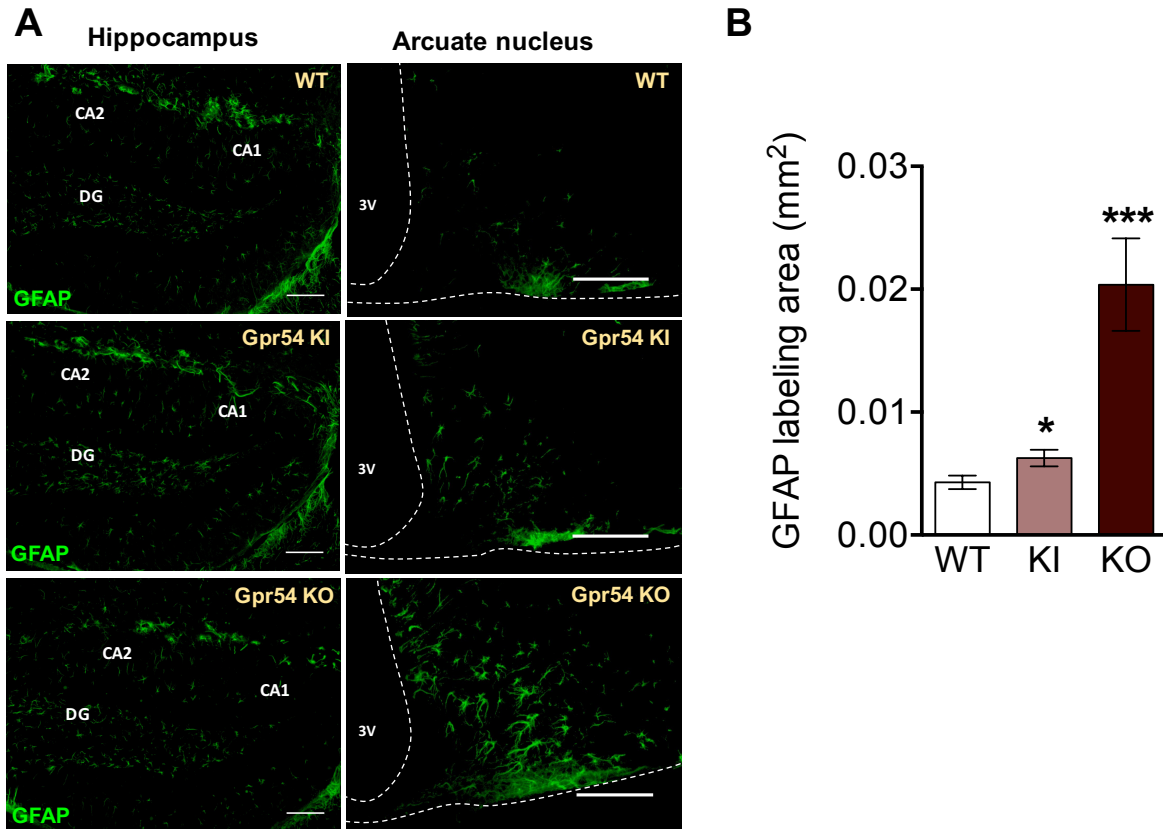 A
Hippocampus
Arcuate nucleus
WT
CA2
CA1
DG
GFAP
WT
3V
Gpr54 KI
CA2
CA1
DG
GFAP
Gpr54 KI
3V
Gpr54 KO
CA2
CA1
DG
GFAP
Gpr54 KO
3V
B
GFAP labeling area (mm²)
0.03
0.02
0.01
0.00
*
***
WT KI KO